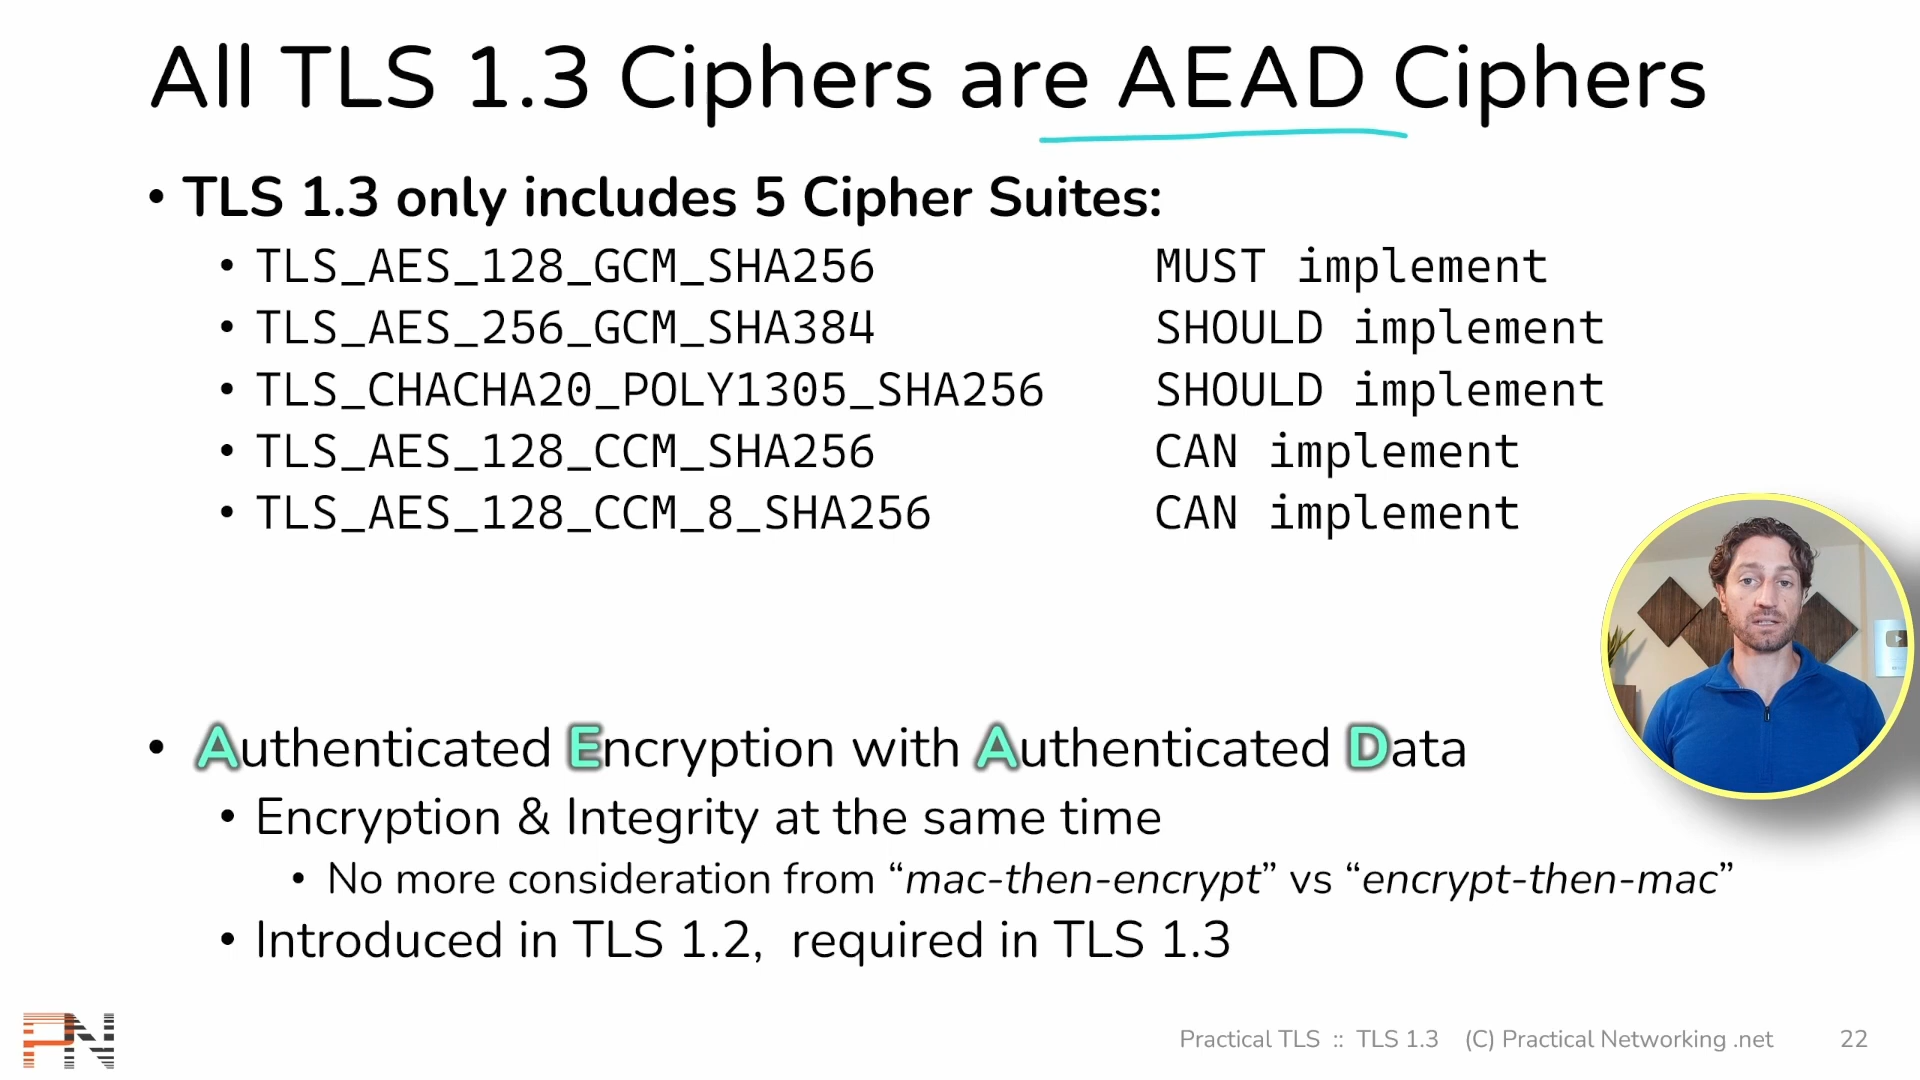 All TLS 1.3 Ciphers are AEAD Ciphers
• TLS 1.3 only includes 5 Cipher Suites:
• TLS_AES_128_GCM_SHA256 MUST implement
• TLS_AES_256_GCM_SHA384 SHOULD implement
• TLS_CHACHA20_POLY1305_SHA256 SHOULD implement
• TLS_AES_128_CCM_SHA256 CAN implement
• TLS_AES_128_CCM_8_SHA256 CAN implement
• Authenticated Encryption with Authenticated Data
• Encryption & Integrity at the same time
• No more consideration from “mac-then-encrypt” vs “encrypt-then-mac”
• Introduced in TLS 1.2, required in TLS 1.3
PN
Practical TLS :: TLS 1.3 (C) Practical Networking .net 22